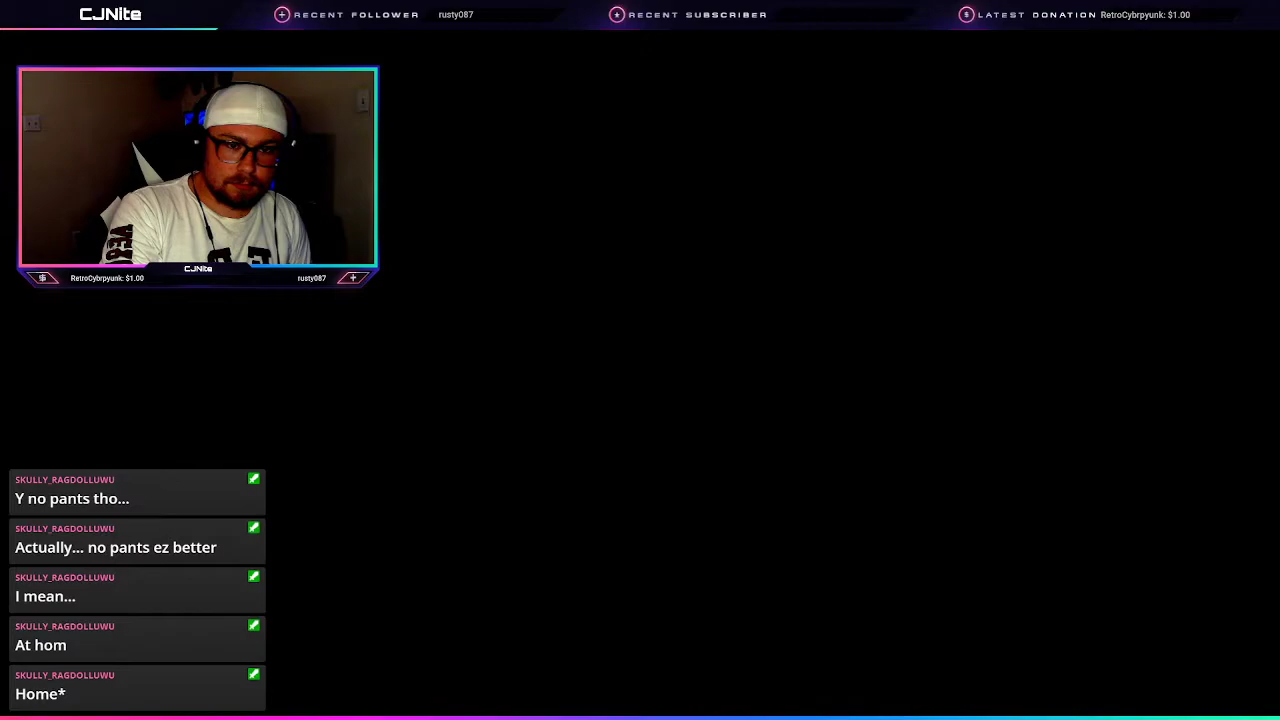 CJNite
RECENT FOLLOWER rusty087
RECENT SUBSCRIBER
LATEST DONATION RetroCybrpyunk: $1.00
CJNite
RetroCybrpyunk: $1.00
rusty087
SKULLY_RAGDOLLUWU
Y no pants tho...
SKULLY_RAGDOLLUWU
Actually... no pants ez better
SKULLY_RAGDOLLUWU
I mean...
SKULLY_RAGDOLLUWU
At hom
SKULLY_RAGDOLLUWU
Home*